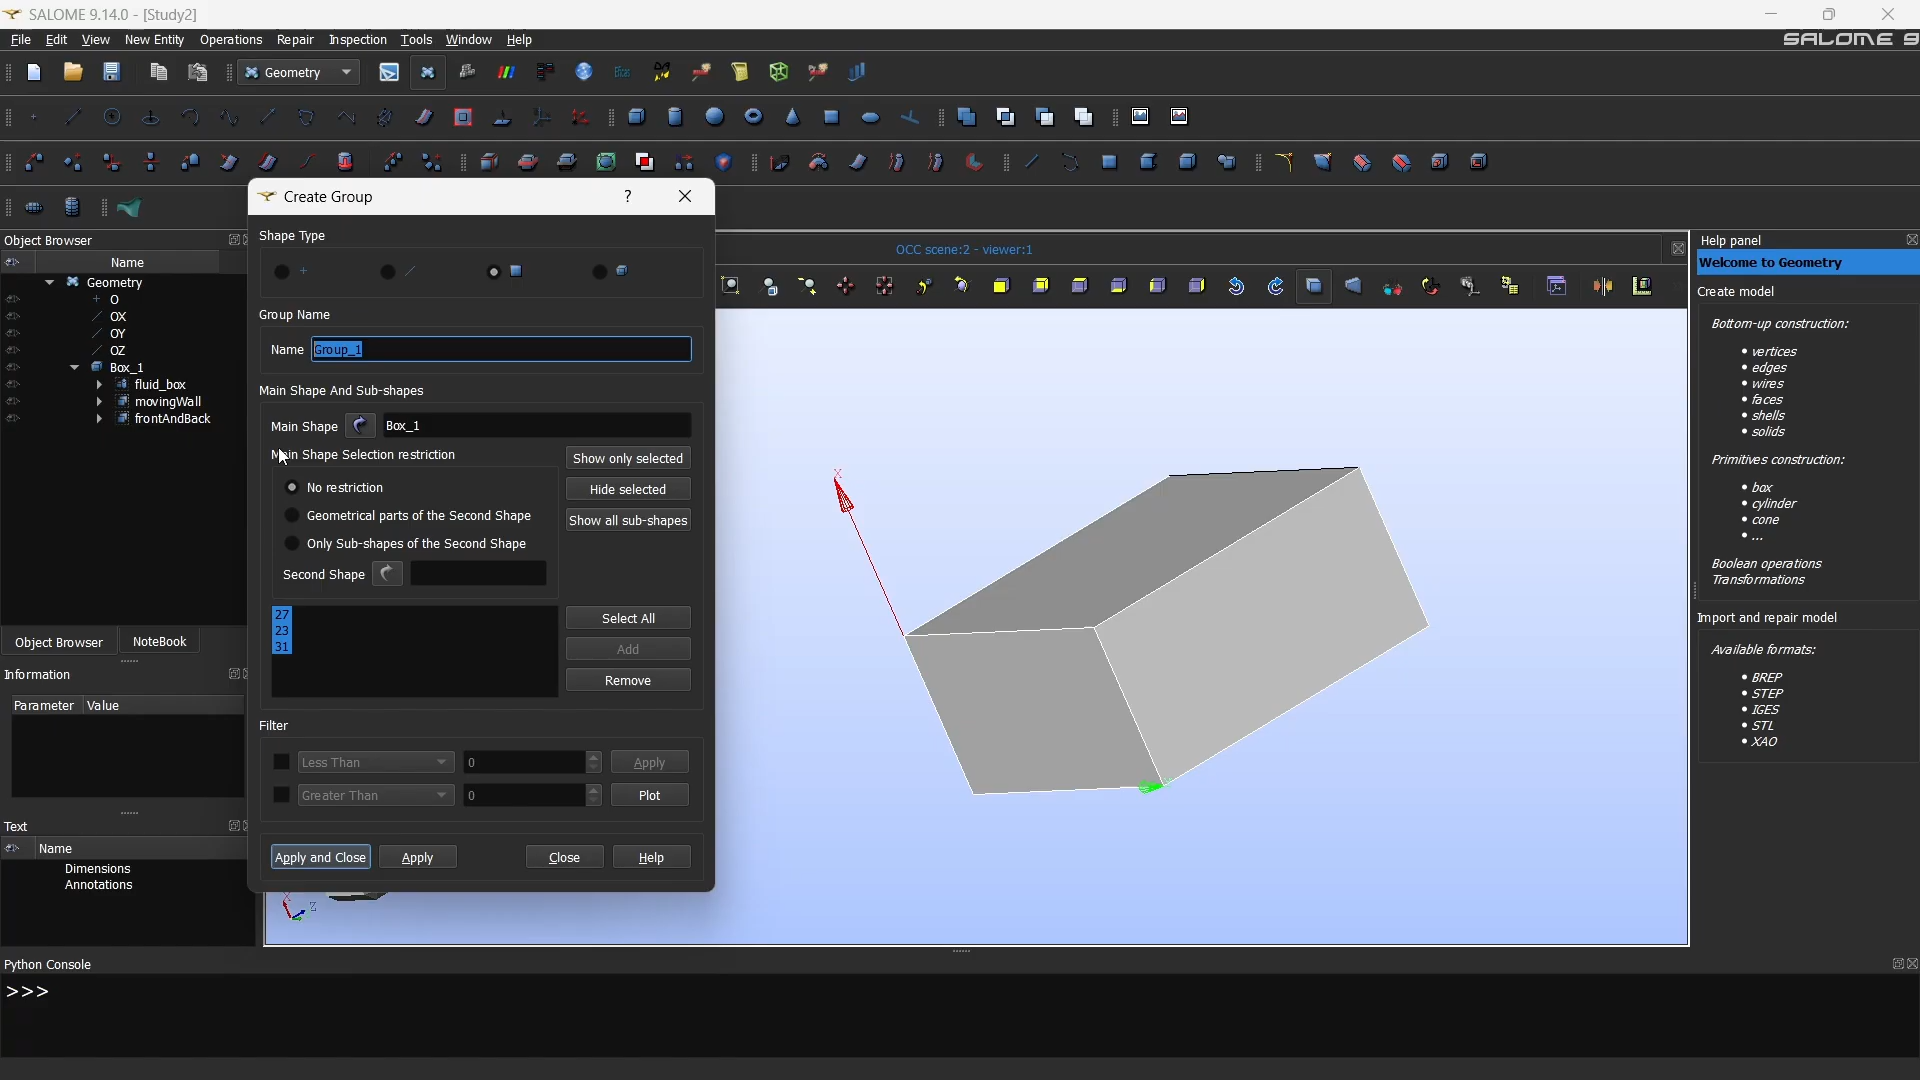 SALOME 9.14.0 - [Study2]
File Edit View New Entity Operations Repair Inspection Tools Window Help
SALOME 9
Geometry
Object Browser
Name
Geometry
O
OX
OY
OZ
Box_1
fluid_box
movingWall
frontAndBack
Object Browser NoteBook
Information
Parameter Value
Text
Name
Dimensions
Annotations
Create Group
?
Shape Type
Group Name
Name Group_1
Main Shape And Sub-shapes
Main Shape Box_1
Main Shape Selection restriction
Show only selected
No restriction
Hide selected
Geometrical parts of the Second Shape
Show all sub-shapes
Only Sub-shapes of the Second Shape
Second Shape
27
23
31
Select All
Add
Remove
Filter
Less Than 0 Apply
Greater Than 0 Plot
Apply and Close Apply Close Help
OCC scene:2 - viewer:1
X
X
Z
Help panel
Welcome to Geometry
Create model
Bottom-up construction:
• vertices
• edges
• wires
• faces
• shells
• solids
Primitives construction:
• box
• cylinder
• cone
• ...
Boolean operations
Transformations
Import and repair model
Available formats:
• BREP
• STEP
• IGES
• STL
• XAO
Python Console
>>>